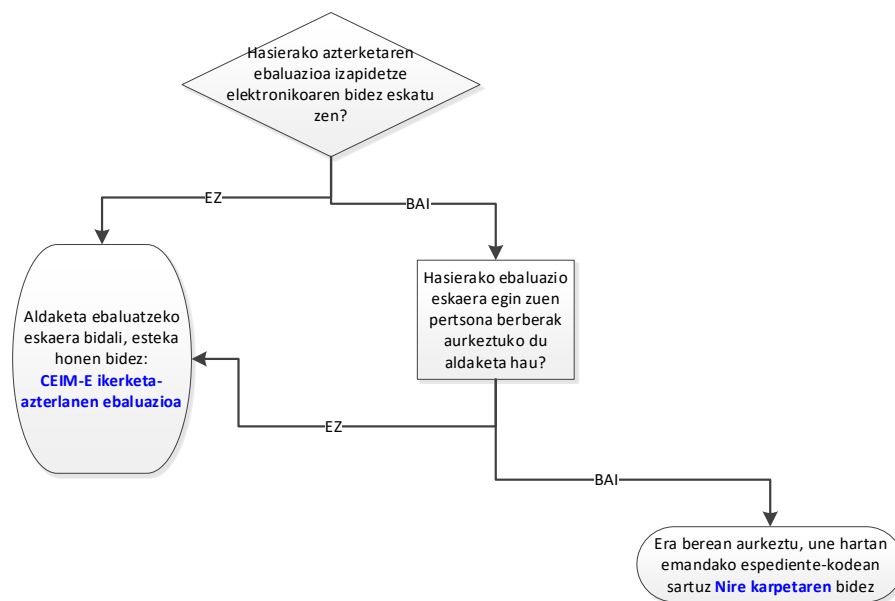 Hasierako azterketaren
ebaluazioa izapidetze
elektronikoaren bidez eskatu
zen?
EZ
BAI
Aldaketa ebaluatzeko
eskaera bidali, esteka
honen bidez:
CEIM-E ikerketa-
azterlanen ebaluazioa
Hasierako ebaluazio
eskaera egin zuen
pertsona berberak
aurkeztuko du
aldaketa hau?
EZ
BAI
Era berean aurkeztu, une hartan
emandako espediente-kodean
sartuz Nire karpetaren bidez